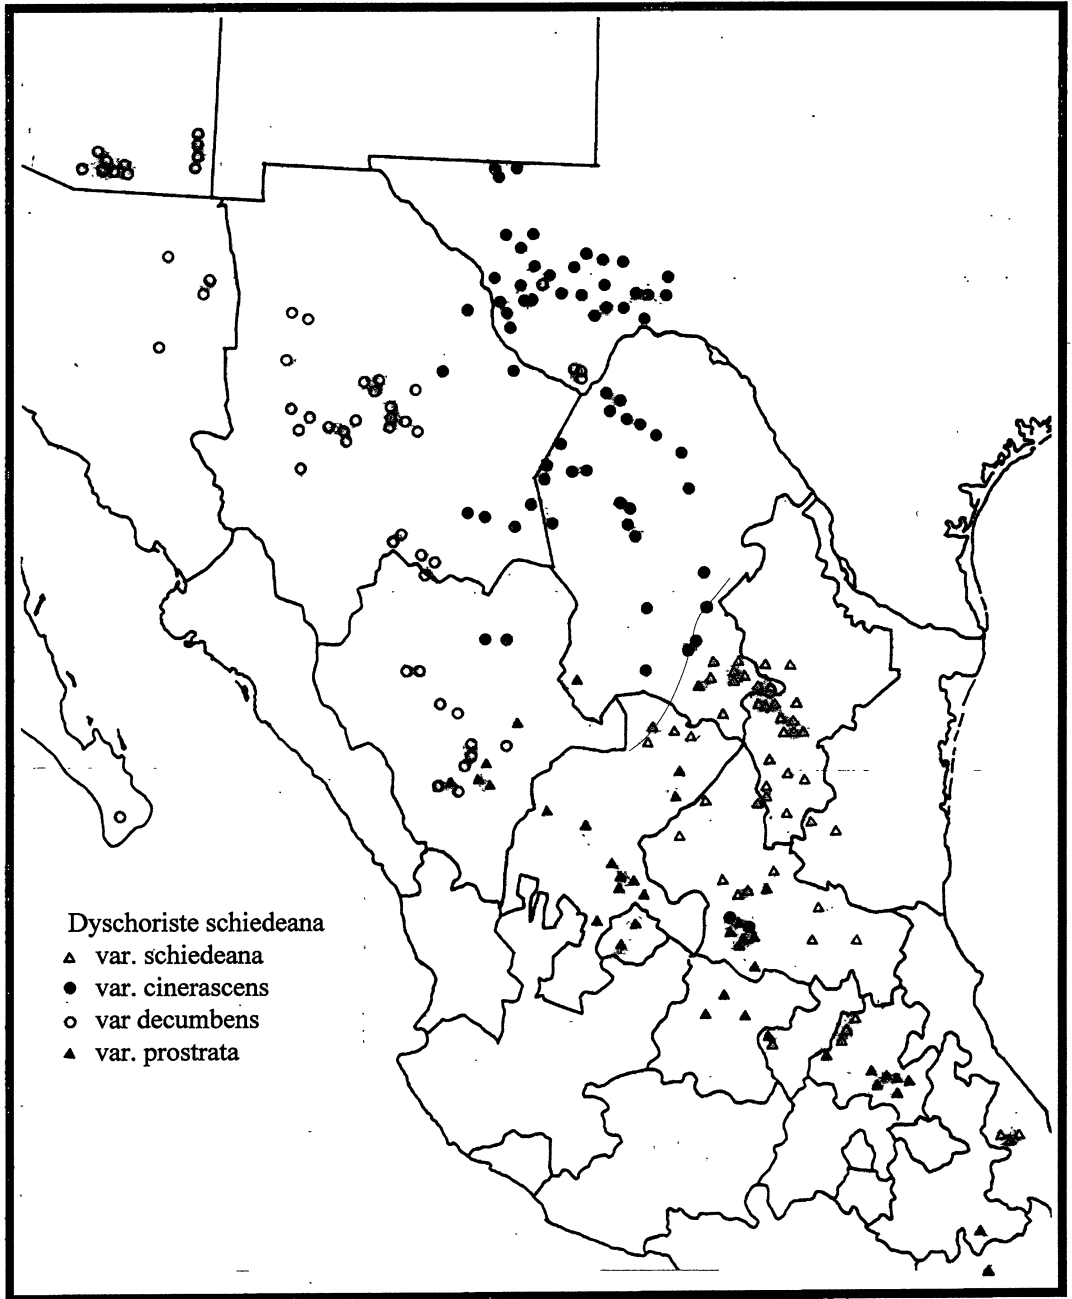 Dyschoriste schiedeana
var. schiedeana
var. cinerascens
var decumbens
var. prostrata